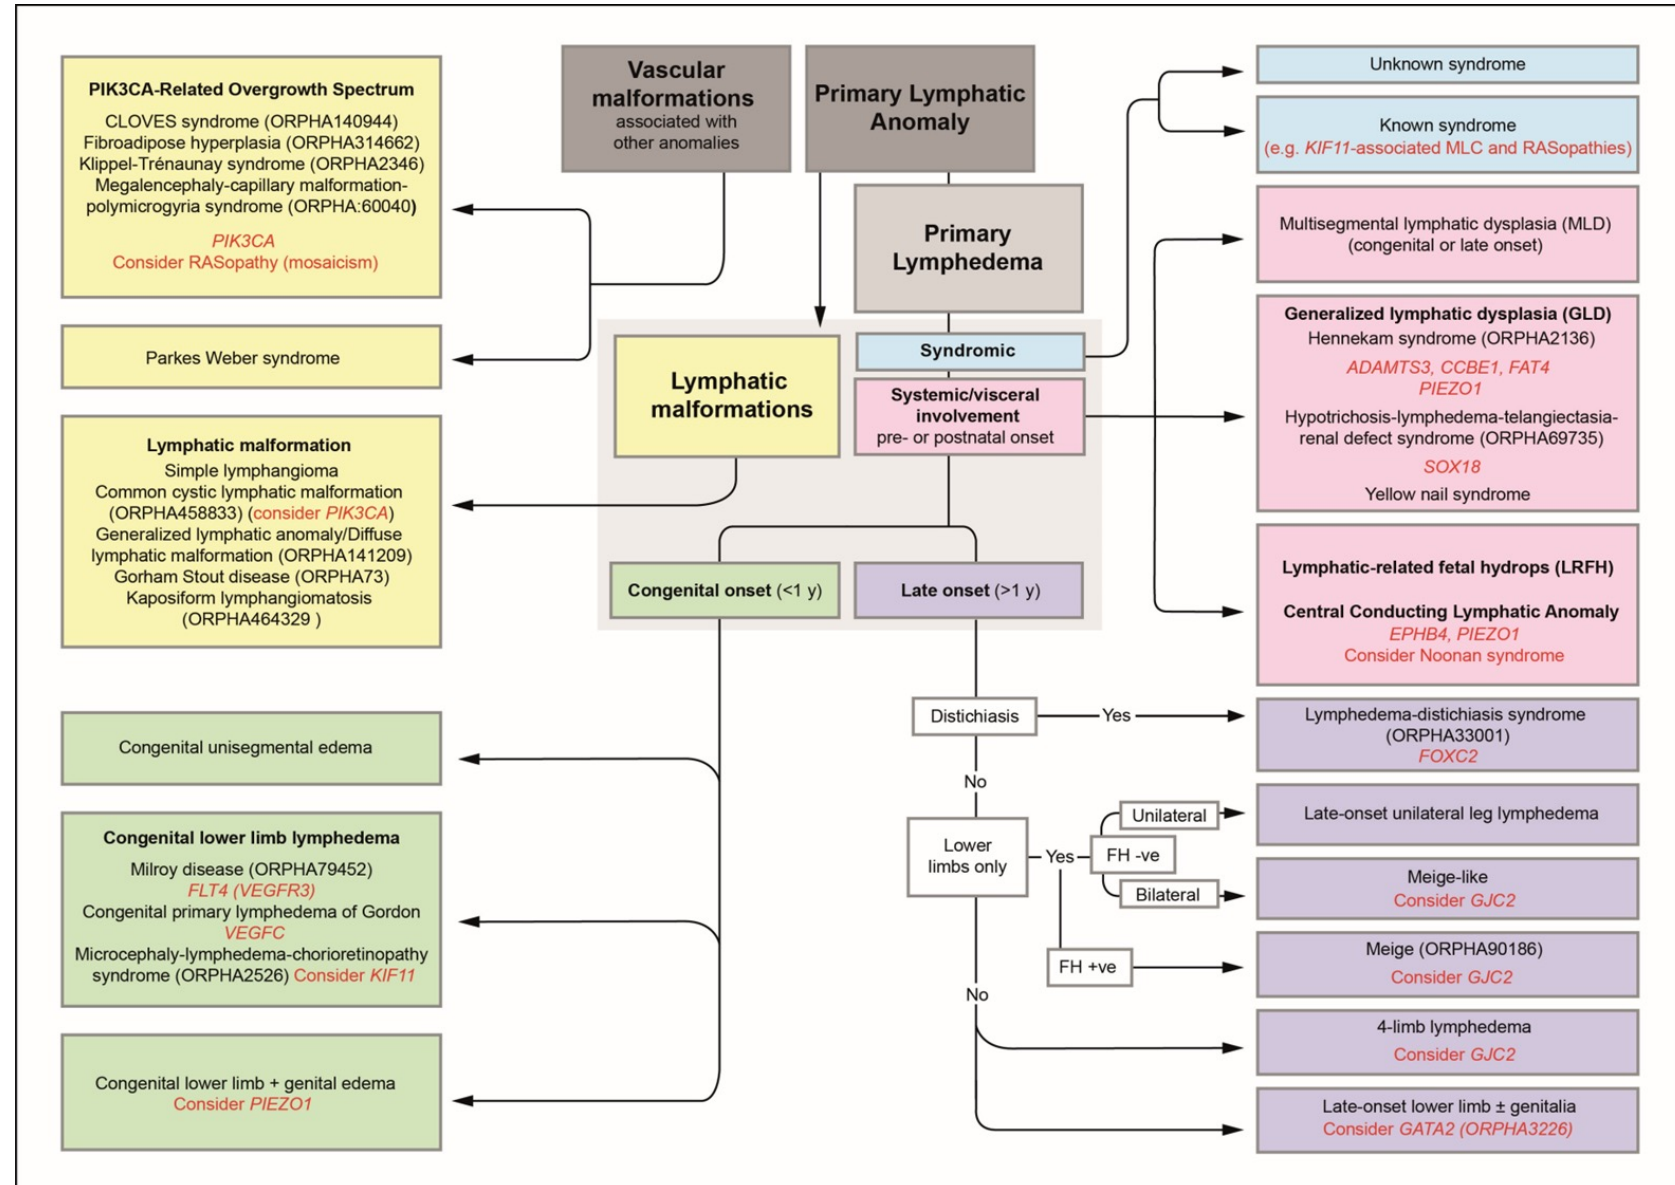 Vascular
malformations
associated with
other anomalies
Primary Lymphatic
Anomaly
Primary
Lymphedema
Syndromic
Systemic/visceral
involvement
pre- or postnatal onset
Lymphatic
malformations
Congenital onset (<1 y)
Late onset (>1 y)
PIK3CA-Related Overgrowth Spectrum
CLOVES syndrome (ORPHA140944)
Fibroadipose hyperplasia (ORPHA314662)
Klippel-Trénaunay syndrome (ORPHA2346)
Megalencephaly-capillary malformation-
polymicrogyria syndrome (ORPHA:60040)
PIK3CA
Consider RASopathy (mosaicism)
Parkes Weber syndrome
Lymphatic malformation
Simple lymphangioma
Common cystic lymphatic malformation
(ORPHA458833) (consider PIK3CA)
Generalized lymphatic anomaly/Diffuse
lymphatic malformation (ORPHA141209)
Gorham Stout disease (ORPHA73)
Kaposiform lymphangiomatosis
(ORPHA464329 )
Congenital unisegmental edema
Congenital lower limb lymphedema
Milroy disease (ORPHA79452)
FLT4 (VEGFR3)
Congenital primary lymphedema of Gordon
VEGFC
Microcephaly-lymphedema-chorioretinopathy
syndrome (ORPHA2526) Consider KIF11
Congenital lower limb + genital edema
Consider PIEZO1
Unknown syndrome
Known syndrome
(e.g. KIF11-associated MLC and RASopathies)
Multisegmental lymphatic dysplasia (MLD)
(congenital or late onset)
Generalized lymphatic dysplasia (GLD)
Hennekam syndrome (ORPHA2136)
ADAMTS3, CCBE1, FAT4
PIEZO1
Hypotrichosis-lymphedema-telangiectasia-
renal defect syndrome (ORPHA69735)
SOX18
Yellow nail syndrome
Lymphatic-related fetal hydrops (LRFH)
Central Conducting Lymphatic Anomaly
EPHB4, PIEZO1
Consider Noonan syndrome
Distichiasis
Yes
Lymphedema-distichiasis syndrome
(ORPHA33001)
FOXC2
No
Lower
limbs only
Yes
FH -ve
Unilateral
Late-onset unilateral leg lymphedema
Bilateral
Meige-like
Consider GJC2
FH +ve
Meige (ORPHA90186)
Consider GJC2
No
4-limb lymphedema
Consider GJC2
Late-onset lower limb ± genitalia
Consider GATA2 (ORPHA3226)